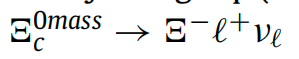 Ξ_c^{0mass} → Ξ^− ℓ^+ ν_ℓ